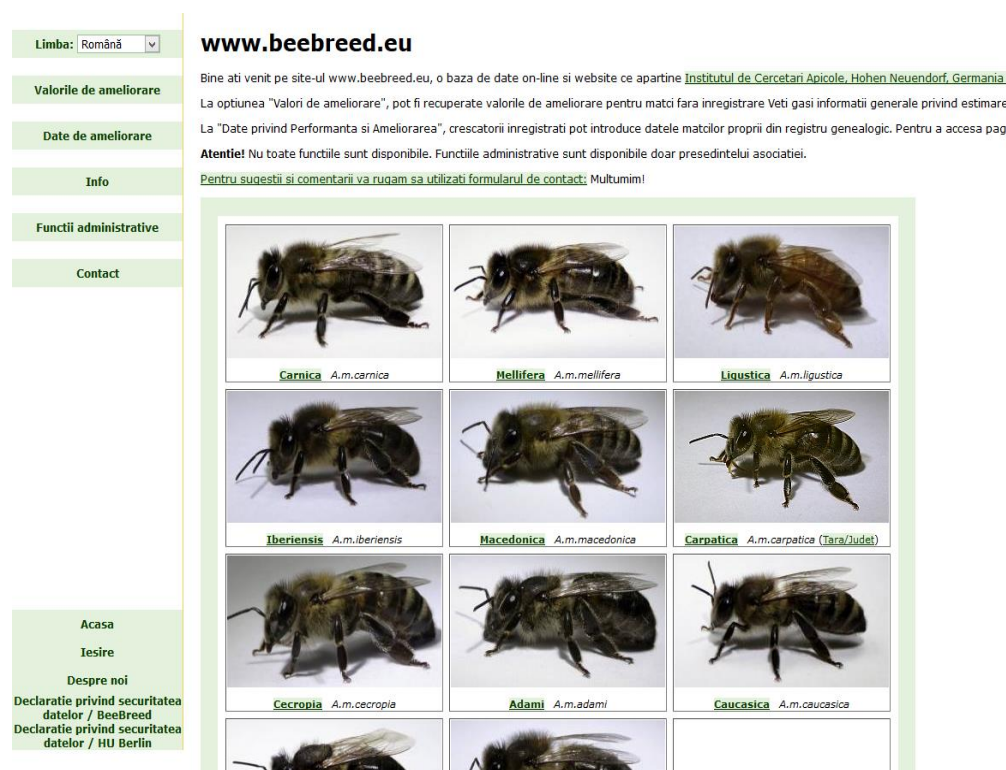 Limba: Română
Valorile de ameliorare
Date de ameliorare
Info
Functii administrative
Contact
www.beebreed.eu
Bine ati venit pe site-ul www.beebreed.eu, o baza de date on-line si website ce apartine Institutul de Cercetari Apicole, Hohen Neuendorf, Germania
La optiunea "Valori de ameliorare", pot fi recuperate valorile de ameliorare pentru matci fara inregistrare Veti gasi informatii generale privind estimare
La "Date privind Performanta si Ameliorarea", crescatorii inregistrati pot introduce datele matcilor proprii din registru genealogic. Pentru a accesa pag
Atentie! Nu toate functiile sunt disponibile. Functiile administrative sunt disponibile doar presedintelui asociatiei.
Pentru sugestii si comentarii va rugam sa utilizati formularul de contact: Multumim!
Carnica A.m.carnica
Mellifera A.m.mellifera
Ligustica A.m.ligustica
Iberiensis A.m.iberiensis
Macedonica A.m.macedonica
Carpatica A.m.carpatica (Tara/Judet)
Cecropia A.m.cecropia
Adami A.m.adami
Caucasica A.m.caucasica
Acasa
Iesire
Despre noi
Declaratie privind securitatea
datelor / BeeBreed
Declaratie privind securitatea
datelor / HU Berlin